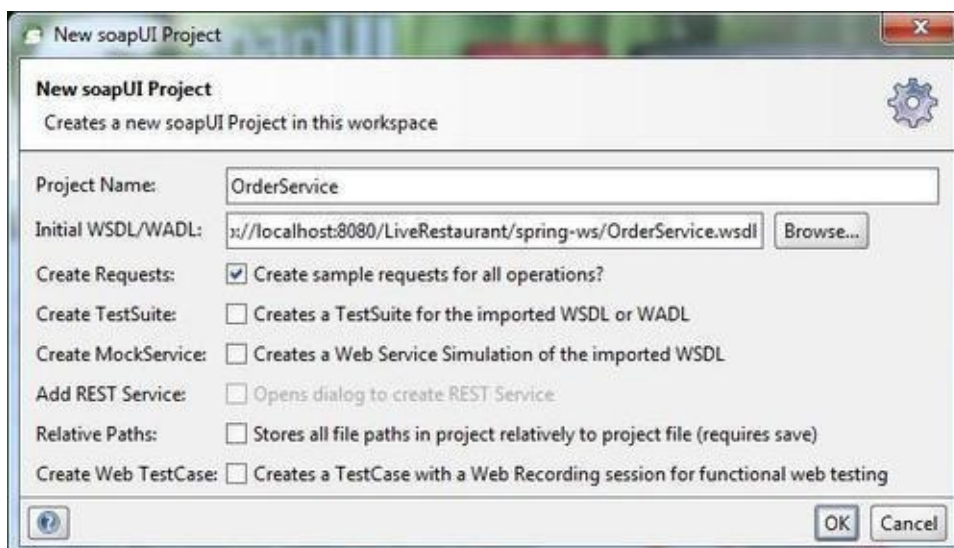 New soapUI Project
New soapUI Project
Creates a new soapUI Project in this workspace
Project Name: OrderService
Initial WSDL/WADL: ://localhost:8080/LiveRestaurant/spring-ws/OrderService.wsdl Browse...
Create Requests: Create sample requests for all operations?
Create TestSuite: Creates a TestSuite for the imported WSDL or WADL
Create MockService: Creates a Web Service Simulation of the imported WSDL
Add REST Service: Opens dialog to create REST Service
Relative Paths: Stores all file paths in project relatively to project file (requires save)
Create Web TestCase: Creates a TestCase with a Web Recording session for functional web testing
OK Cancel